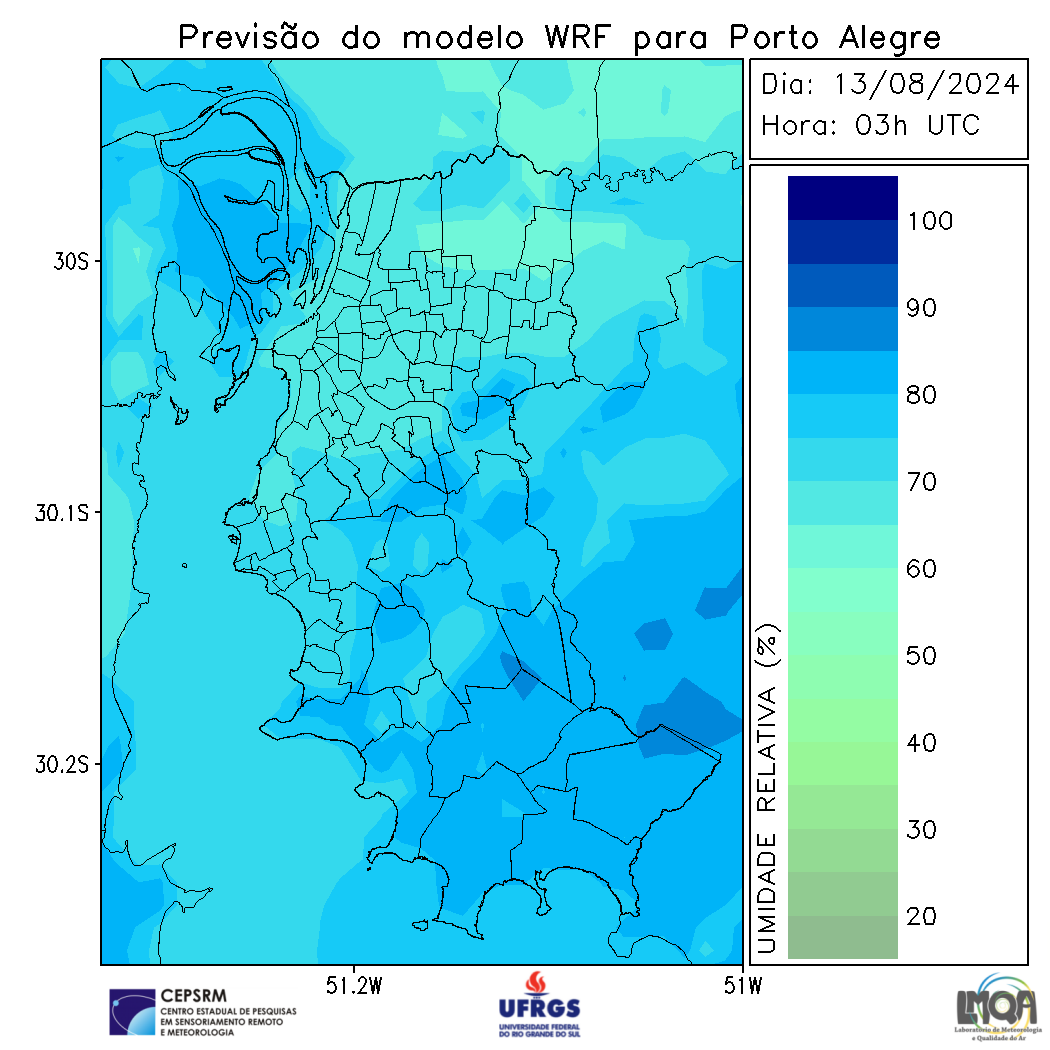 Previsão do modelo WRF para Porto Alegre
Dia: 13/08/2024
Hora: 03h UTC
30S
30.1S
30.2S
51.2W
51W
UMIDADE RELATIVA (%)
100
90
80
70
60
50
40
30
20
CEPSRM
CENTRO ESTADUAL DE PESQUISAS
EM SENSORIAMENTO REMOTO
E METEOROLOGIA
UFRGS
UNIVERSIDADE FEDERAL
DO RIO GRANDE DO SUL
LMQA
Laboratório de Meteorologia
e Qualidade do Ar